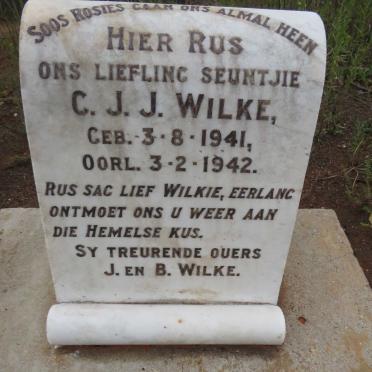 SOOS ROSIES GAAN ONS ALMAL HEEN
HIER RUS
ONS LIEFLING SEUNTJIE
C. J. J. WILKE,
GEB. 3·8·1941,
OORL. 3·2·1942.
RUS SAG LIEF WILKIE, EERLANG
ONTMOET ONS U WEER AAN
DIE HEMELSE KUS.
SY TREURENDE OUERS
J. EN B. WILKE.